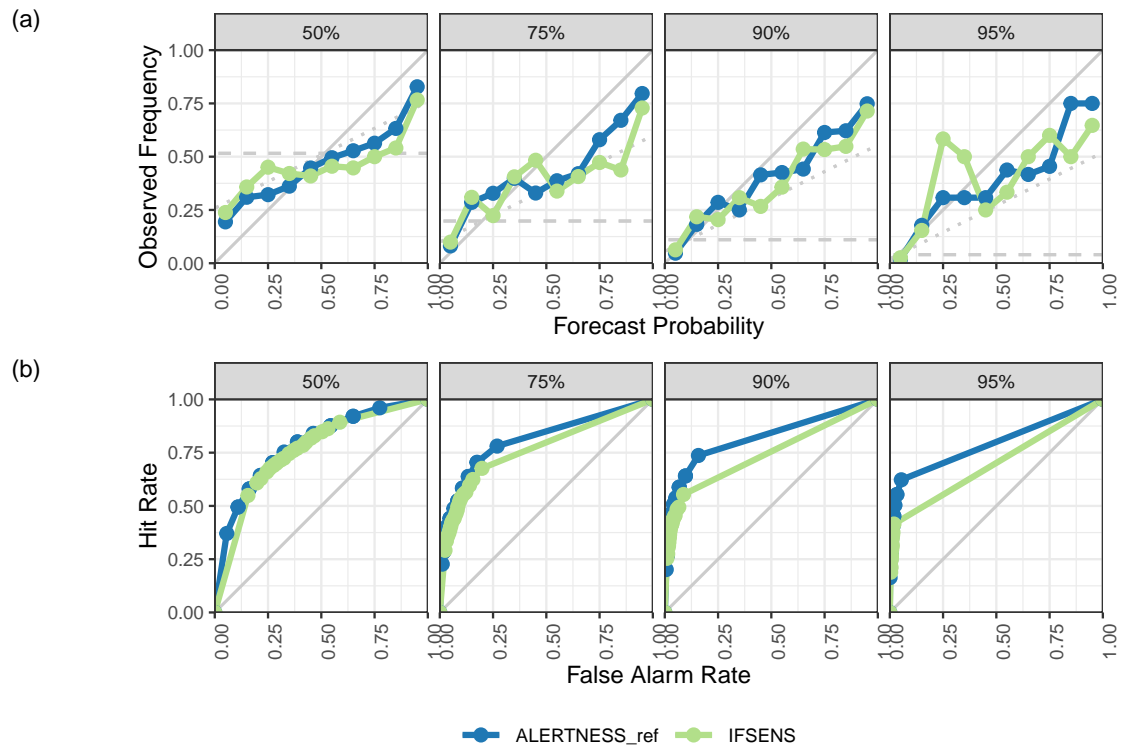 (a)
50% 75% 90% 95%
1.00
0.75
0.50
0.25
0.00
Observed Frequency
0.00 0.25 0.50 0.75 1.00 0.00 0.25 0.50 0.75 1.00 0.00 0.25 0.50 0.75 1.00 0.00 0.25 0.50 0.75 1.00
Forecast Probability
(b)
50% 75% 90% 95%
1.00
0.75
0.50
0.25
0.00
Hit Rate
0.00 0.25 0.50 0.75 1.00 0.00 0.25 0.50 0.75 1.00 0.00 0.25 0.50 0.75 1.00 0.00 0.25 0.50 0.75 1.00
False Alarm Rate
ALERTNESS_ref IFSENS